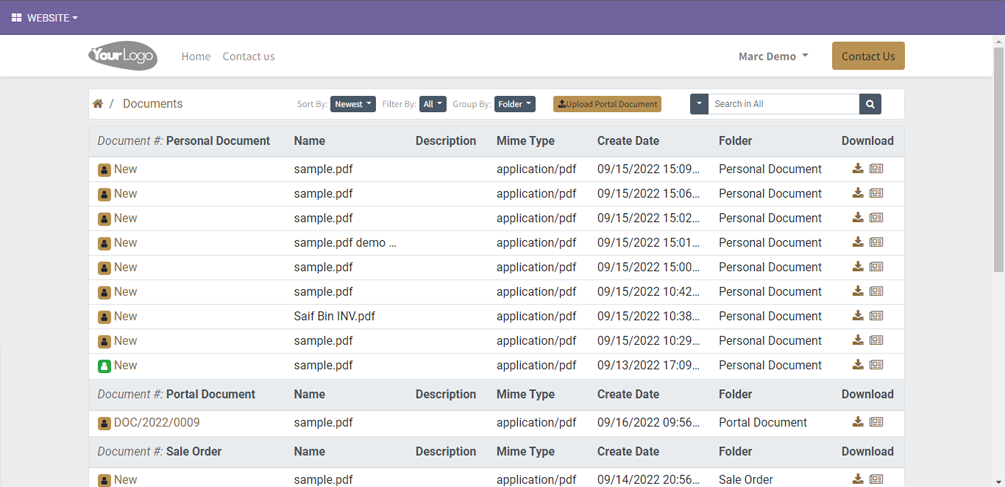 WEBSITE
YourLogo Home Contact us Marc Demo Contact Us
/ Documents Sort By: Newest Filter By: All Group By: Folder Upload Portal Document Search in All
Document #: Personal Document Name Description Mime Type Create Date Folder Download
New sample.pdf application/pdf 09/15/2022 15:09... Personal Document
New sample.pdf application/pdf 09/15/2022 15:06... Personal Document
New sample.pdf application/pdf 09/15/2022 15:02... Personal Document
New sample.pdf demo ... application/pdf 09/15/2022 15:01... Personal Document
New sample.pdf application/pdf 09/15/2022 15:00... Personal Document
New sample.pdf application/pdf 09/15/2022 10:42... Personal Document
New Saif Bin INV.pdf application/pdf 09/15/2022 10:38... Personal Document
New sample.pdf application/pdf 09/15/2022 10:29... Personal Document
New sample.pdf application/pdf 09/13/2022 17:09... Personal Document
Document #: Portal Document Name Description Mime Type Create Date Folder Download
DOC/2022/0009 sample.pdf application/pdf 09/16/2022 09:56... Portal Document
Document #: Sale Order Name Description Mime Type Create Date Folder Download
New sample.pdf application/pdf 09/14/2022 20:56... Sale Order